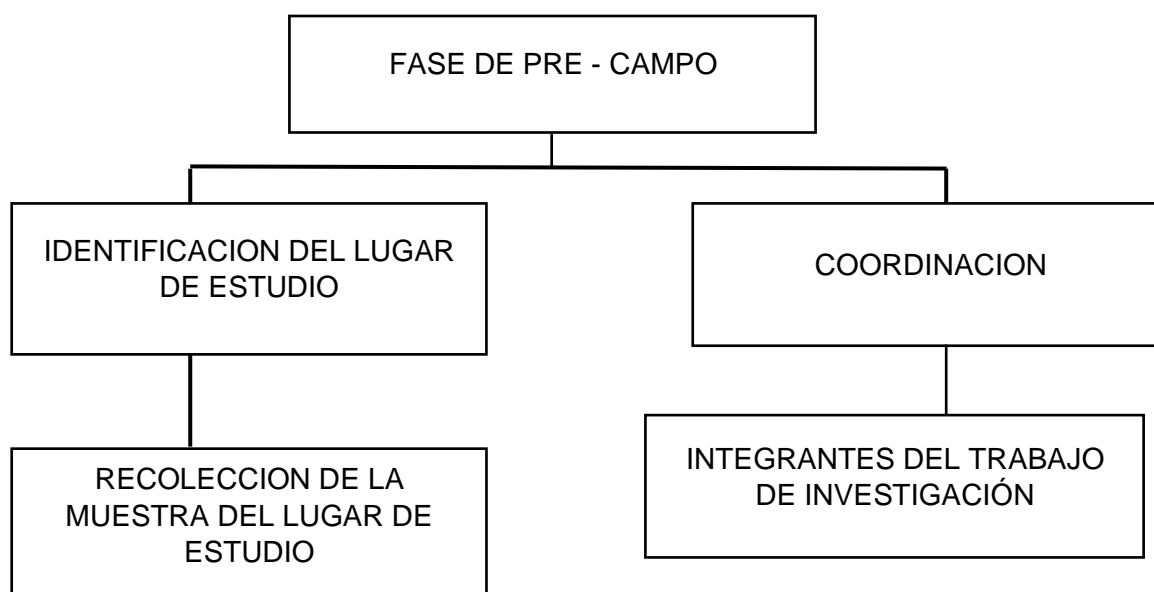 FASE DE PRE - CAMPO
IDENTIFICACION DEL LUGAR
DE ESTUDIO
COORDINACION
RECOLECCION DE LA
MUESTRA DEL LUGAR DE
ESTUDIO
INTEGRANTES DEL TRABAJO
DE INVESTIGACIÓN